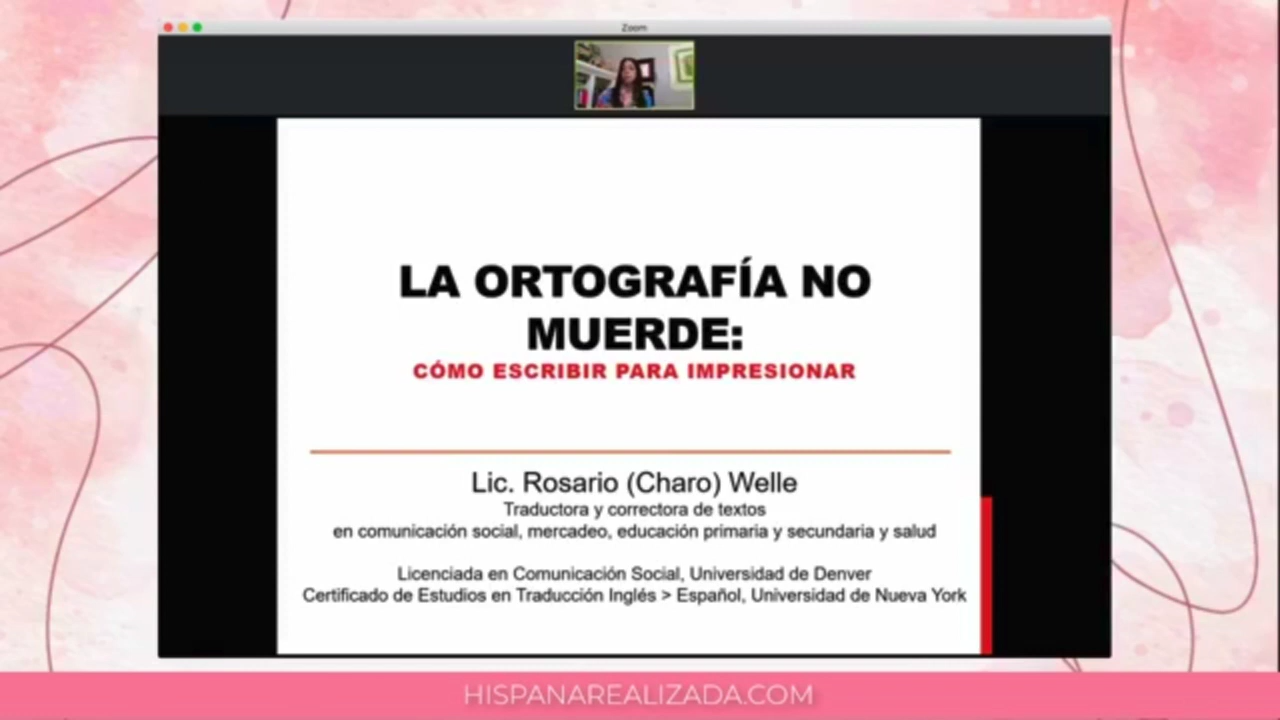 Zoom
LA ORTOGRAFÍA NO
MUERDE:
CÓMO ESCRIBIR PARA IMPRESIONAR
Lic. Rosario (Charo) Welle
Traductora y correctora de textos
en comunicación social, mercadeo, educación primaria y secundaria y salud
Licenciada en Comunicación Social, Universidad de Denver
Certificado de Estudios en Traducción Inglés > Español, Universidad de Nueva York
HISPANAREALIZADA.COM